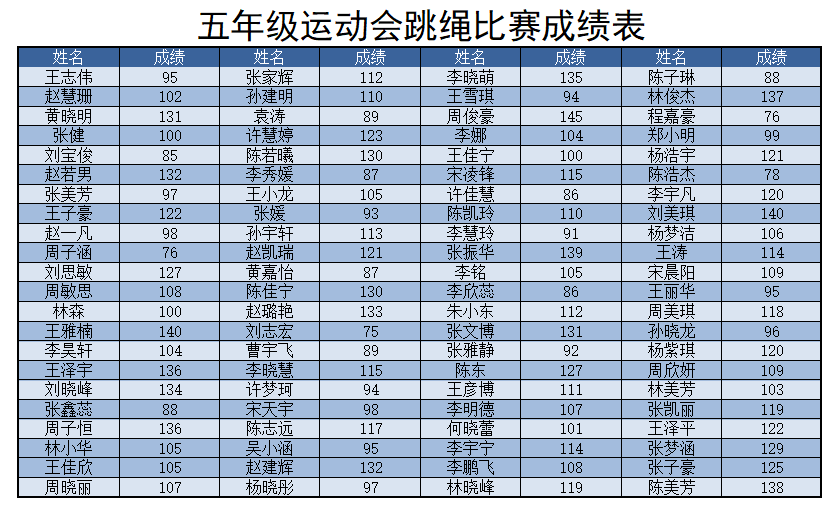 五年级运动会跳绳比赛成绩表
姓名 成绩 姓名 成绩 姓名 成绩 姓名 成绩
王志伟 95 张家辉 112 李晓萌 135 陈子琳 88
赵慧珊 102 孙建明 110 王雪琪 94 林俊杰 137
黄晓明 131 袁涛 89 周俊豪 145 程嘉豪 76
张健 100 许慧婷 123 李娜 104 郑小明 99
刘宝俊 85 陈若曦 130 王佳宁 100 杨浩宇 121
赵若男 132 李秀媛 87 宋凌锋 115 陈浩杰 78
张美芳 97 王小龙 105 许佳慧 86 李宇凡 120
王子豪 122 张媛 93 陈凯玲 110 刘美琪 140
赵一凡 98 孙宇轩 113 李慧玲 91 杨梦洁 106
周子涵 76 赵凯瑞 121 张振华 139 王涛 114
刘思敏 127 黄嘉怡 87 李铭 105 宋晨阳 109
周敏思 108 陈佳宁 130 李欣蕊 86 王丽华 95
林森 100 赵璐艳 133 朱小东 112 周美琪 118
王雅楠 140 刘志宏 75 张文博 131 孙晓龙 96
李昊轩 104 曹宇飞 89 张雅静 92 杨紫琪 120
王泽宇 136 李晓慧 115 陈东 127 周欣妍 109
刘晓峰 134 许梦珂 94 王彦博 111 林美芳 103
张鑫蕊 88 宋天宇 98 李明德 107 张凯丽 119
周子恒 136 陈志远 117 何晓蕾 101 王泽平 122
林小华 105 吴小涵 95 李宇宁 114 张梦涵 129
王佳欣 105 赵建辉 132 李鹏飞 108 张子豪 125
周晓丽 107 杨晓彤 97 林晓峰 119 陈美芳 138